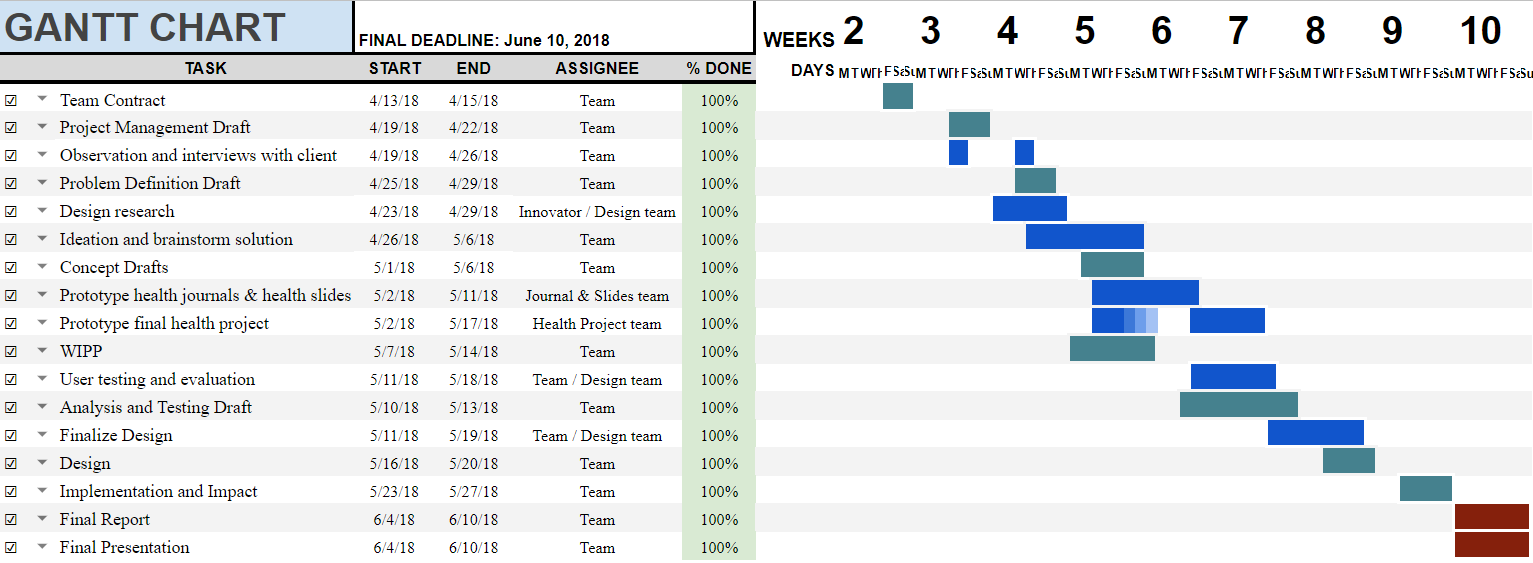 GANTT CHART
FINAL DEADLINE: June 10, 2018
WEEKS 2 3 4 5 6 7 8 9 10
TASK START END ASSIGNEE % DONE DAYS M T W F Sa M T W F M T W F M T W F M T W F M T W F M T W F M T W F M T W F Su
Team Contract 4/13/18 4/15/18 Team 100%
Project Management Draft 4/19/18 4/22/18 Team 100%
Observation and interviews with client 4/19/18 4/26/18 Team 100%
Problem Definition Draft 4/25/18 4/29/18 Team 100%
Design research 4/23/18 4/29/18 Innovator / Design team 100%
Ideation and brainstorm solution 4/26/18 5/6/18 Team 100%
Concept Drafts 5/1/18 5/6/18 Team 100%
Prototype health journals & health slides 5/2/18 5/11/18 Journal & Slides team 100%
Prototype final health project 5/2/18 5/17/18 Health Project team 100%
WIPP 5/7/18 5/14/18 Team 100%
User testing and evaluation 5/11/18 5/18/18 Team / Design team 100%
Analysis and Testing Draft 5/10/18 5/13/18 Team 100%
Finalize Design 5/11/18 5/19/18 Team / Design team 100%
Design 5/16/18 5/20/18 Team 100%
Implementation and Impact 5/23/18 5/27/18 Team 100%
Final Report 6/4/18 6/10/18 Team 100%
Final Presentation 6/4/18 6/10/18 Team 100%